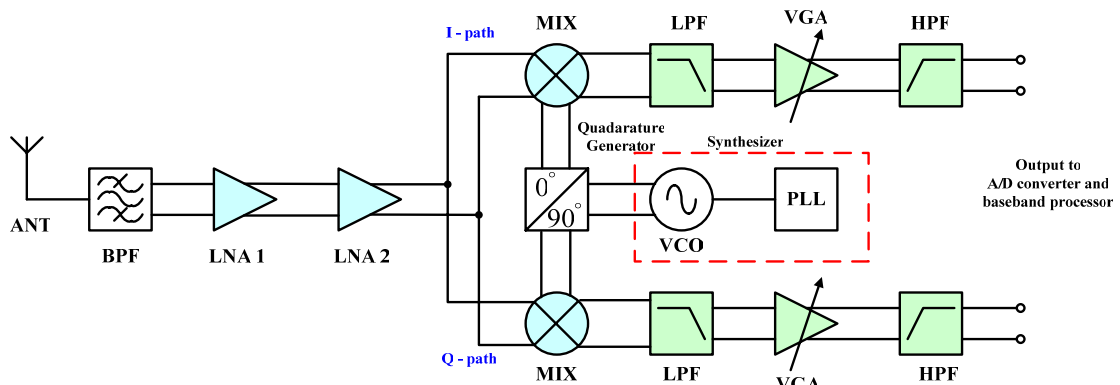 MIX
LPF
VGA
HPF
I - path
Quadarature
Generator
Synthesizer
Output to
A/D converter and
baseband processor
0°
90°
PLL
VCO
ANT
BPF
LNA 1
LNA 2
Q - path
MIX
LPF
VGA
HPF